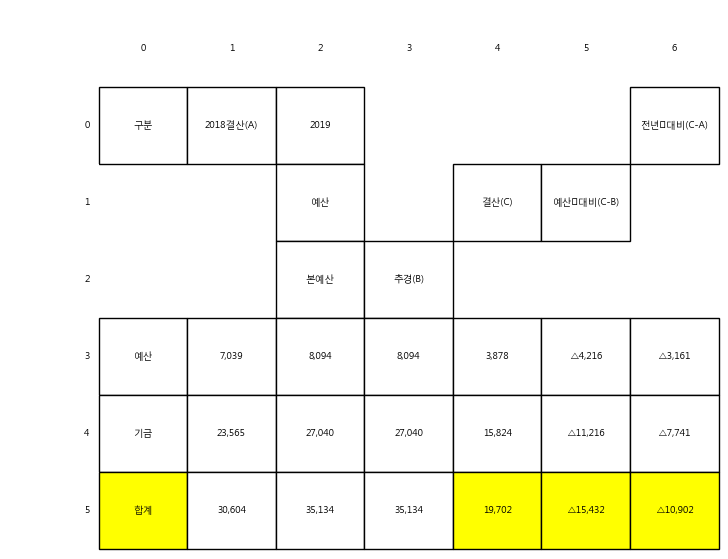 0 1 2 3 4 5 6
0 구분 2018결산(A) 2019 전년▯대비(C-A)
1 예산 결산(C) 예산▯대비(C-B)
2 본예산 추경(B)
3 예산 7,039 8,094 8,094 3,878 △4,216 △3,161
4 기금 23,565 27,040 27,040 15,824 △11,216 △7,741
5 합계 30,604 35,134 35,134 19,702 △15,432 △10,902